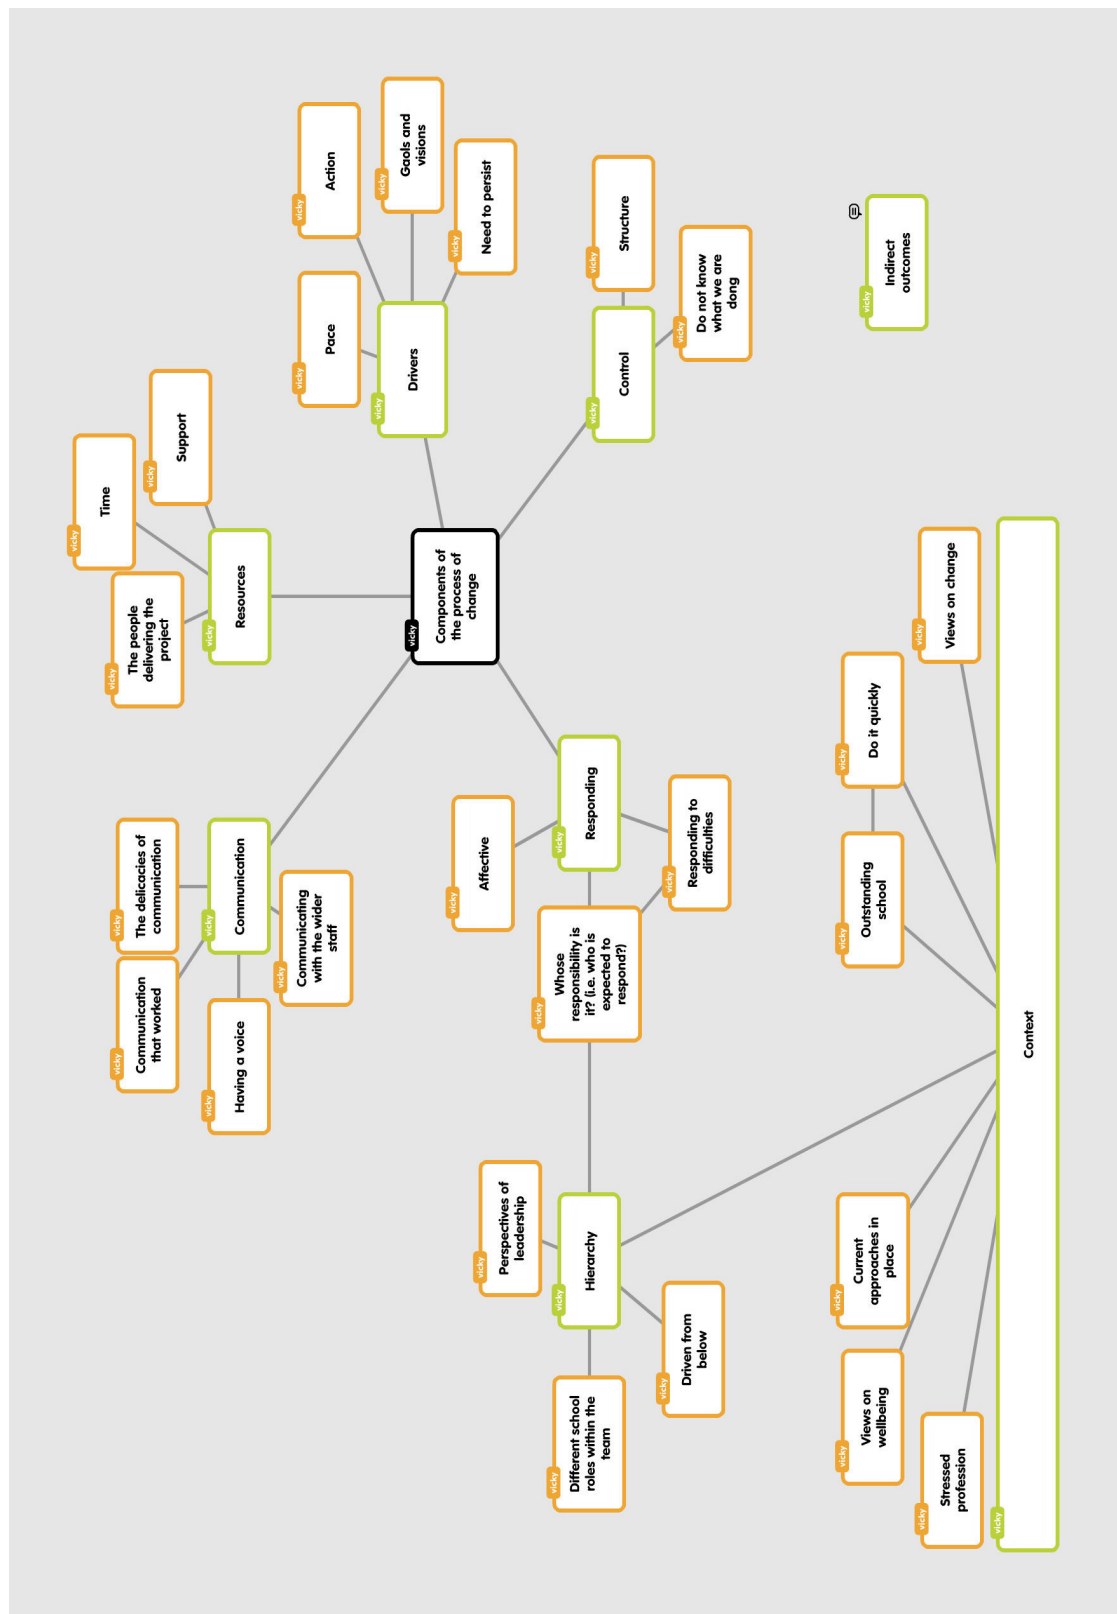 vicky
Time
vicky
The people
delivering the
project
vicky
Support
vicky
Resources
vicky
Communication
that worked
vicky
The delicacies of
communication
vicky
Having a voice
vicky
Communication
vicky
Communicating
with the wider
staff
vicky
Pace
vicky
Action
vicky
Drivers
vicky
Gaols and
visions
vicky
Need to persist
vicky
Components of
the process of
change
vicky
Affective
vicky
Perspectives of
leadership
vicky
Different school
roles within the
team
vicky
Hierarchy
vicky
Whose
responsibility is
it? (i.e. who is
expected to
respond?)
vicky
Responding
vicky
Control
vicky
Structure
vicky
Driven from
below
vicky
Responding to
difficulties
vicky
Do not know
what we are
dong
vicky
Current
approaches in
place
vicky
Views on
wellbeing
vicky
Outstanding
school
vicky
Do it quickly
vicky
Indirect
outcomes
vicky
Stressed
profession
vicky
Views on change
vicky
Context